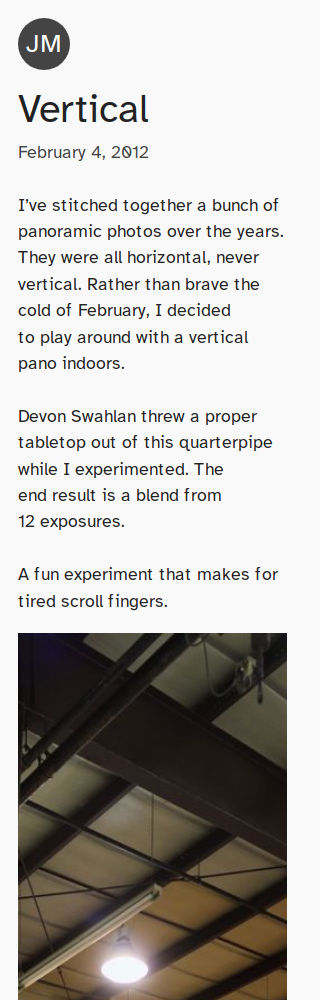 JM
Vertical
February 4, 2012
I’ve stitched together a bunch of
panoramic photos over the years.
They were all horizontal, never
vertical. Rather than brave the
cold of February, I decided
to play around with a vertical
pano indoors.
Devon Swahlan threw a proper
tabletop out of this quarterpipe
while I experimented. The
end result is a blend from
12 exposures.
A fun experiment that makes for
tired scroll fingers.